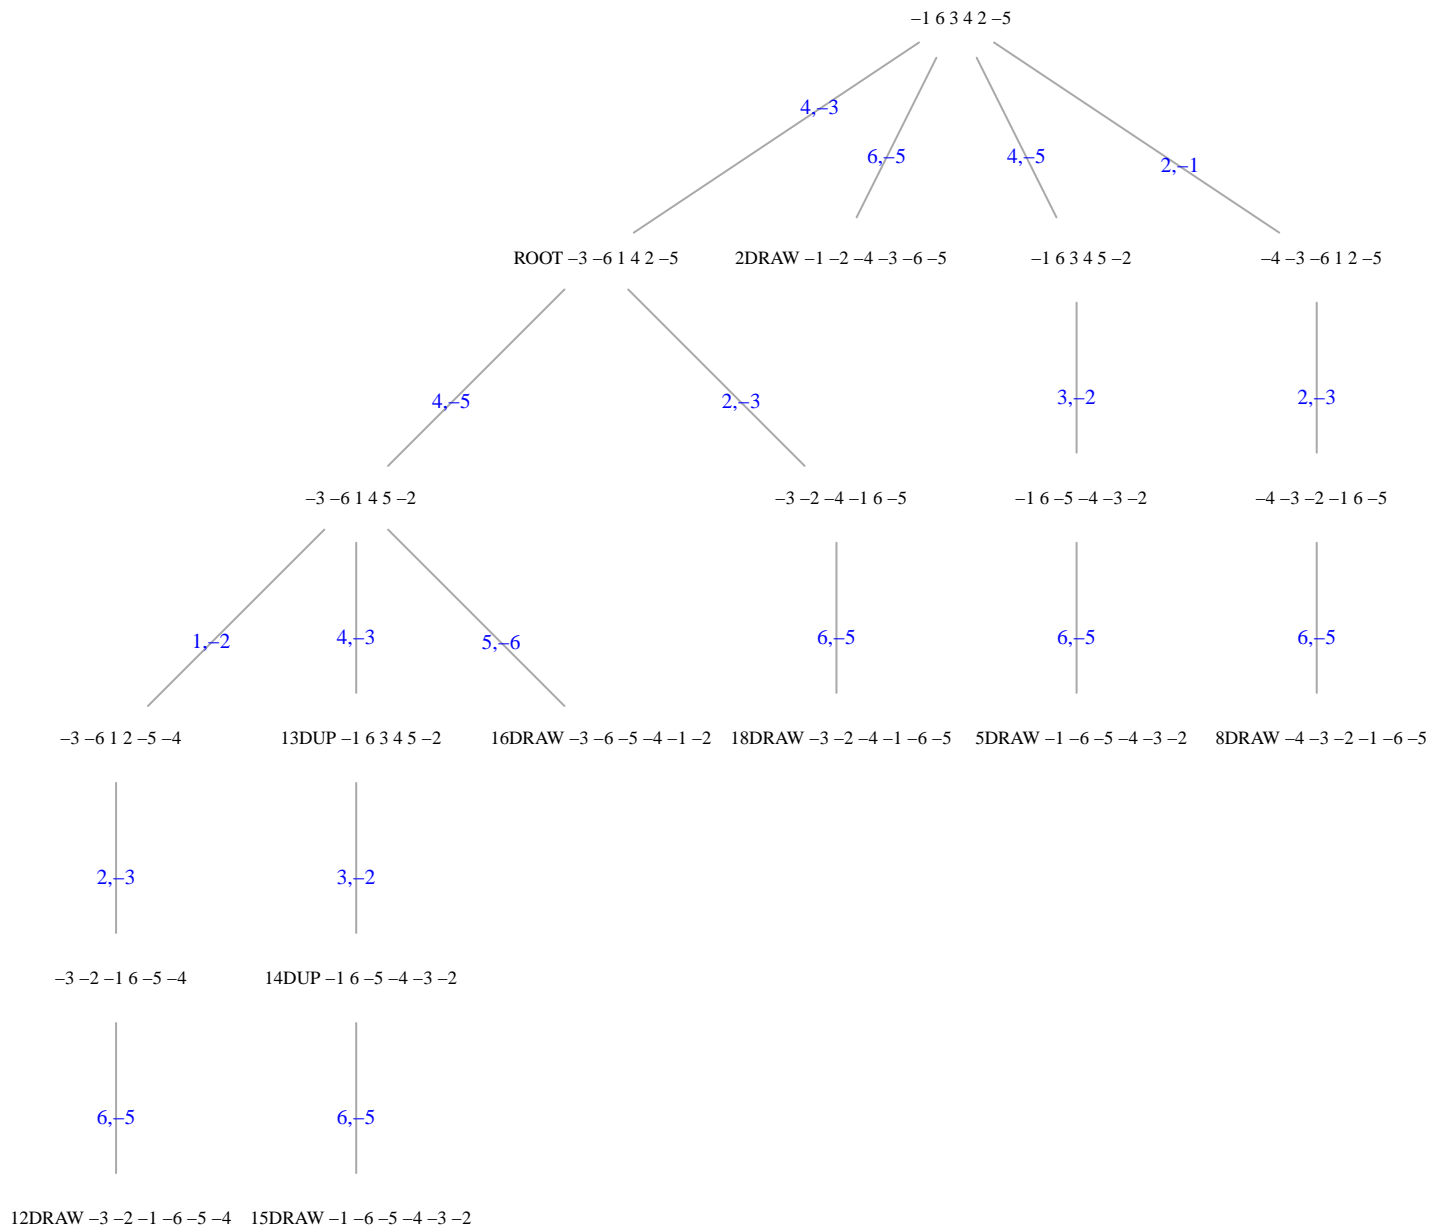 –1 6 3 4 2 –5
4,–3
6,–5
4,–5
2,–1
ROOT –3 –6 1 4 2 –5
2DRAW –1 –2 –4 –3 –6 –5
–1 6 3 4 5 –2
–4 –3 –6 1 2 –5
4,–5
2,–3
3,–2
2,–3
–3 –6 1 4 5 –2
–3 –2 –4 –1 6 –5
–1 6 –5 –4 –3 –2
–4 –3 –2 –1 6 –5
1,–2
4,–3
5,–6
6,–5
6,–5
6,–5
–3 –6 1 2 –5 –4
13DUP –1 6 3 4 5 –2
16DRAW –3 –6 –5 –4 –1 –2
18DRAW –3 –2 –4 –1 –6 –5
5DRAW –1 –6 –5 –4 –3 –2
8DRAW –4 –3 –2 –1 –6 –5
2,–3
3,–2
–3 –2 –1 6 –5 –4
14DUP –1 6 –5 –4 –3 –2
6,–5
6,–5
12DRAW –3 –2 –1 –6 –5 –4
15DRAW –1 –6 –5 –4 –3 –2